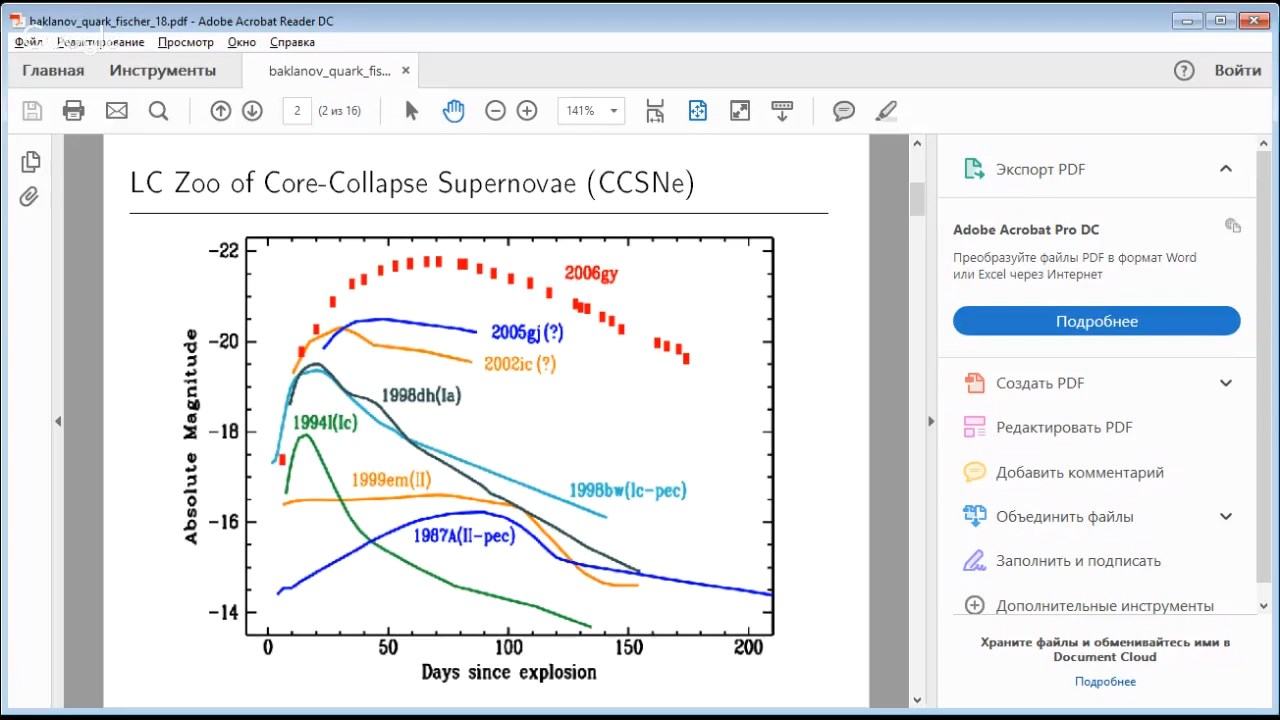 baklanov_quark_fischer_18.pdf - Adobe Acrobat Reader DC
Файл Редактирование Просмотр Окно Справка
Главная Инструменты baklanov_quark_fis... × Войти
2 (2 из 16) 141%
LC Zoo of Core-Collapse Supernovae (CCSNe)
-22
-20
-18
-16
-14
Absolute Magnitude
2006gy
2005gj(?)
2002ic(?)
1998dh(Ia)
1994I(Ic)
1999em(II)
1998bw(Ic-pec)
1987A(II-pec)
0 50 100 150 200
Days since explosion
Экспорт PDF
Adobe Acrobat Pro DC
Преобразуйте файлы PDF в формат Word
или Excel через Интернет
Подробнее
Создать PDF
Редактировать PDF
Добавить комментарий
Объединить файлы
Заполнить и подписать
Дополнительные инструменты
Храните файлы и обменивайтесь ими в
Document Cloud
Подробнее